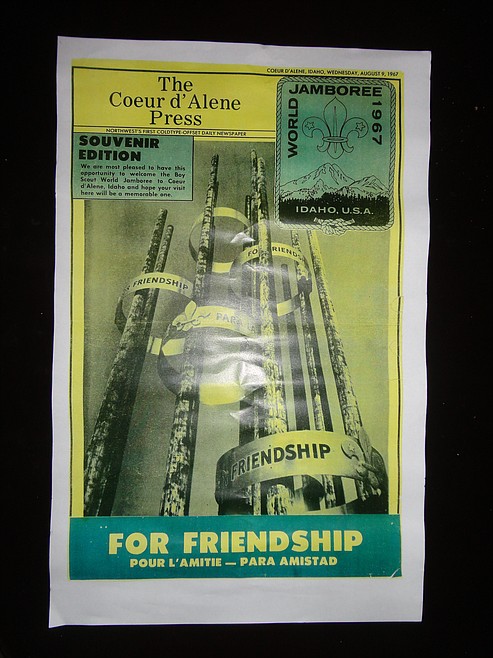 COEUR D'ALENE, IDAHO, WEDNESDAY, AUGUST 9, 1967
The
Coeur d'Alene
Press
NORTHWEST'S FIRST COLDTYPE-OFFSET DAILY NEWSPAPER
SOUVENIR
EDITION
We are most pleased to have this
opportunity to welcome the Boy
Scout World Jamboree to Coeur
d'Alene, Idaho and hope your visit
here will be a memorable one.
WORLD JAMBOREE 1967
IDAHO, U.S.A.
FOR FRIENDS
FRIENDSHIP
PARA
FRIENDSHIP
FOR FRIENDSHIP
POUR L'AMITIE — PARA AMISTAD